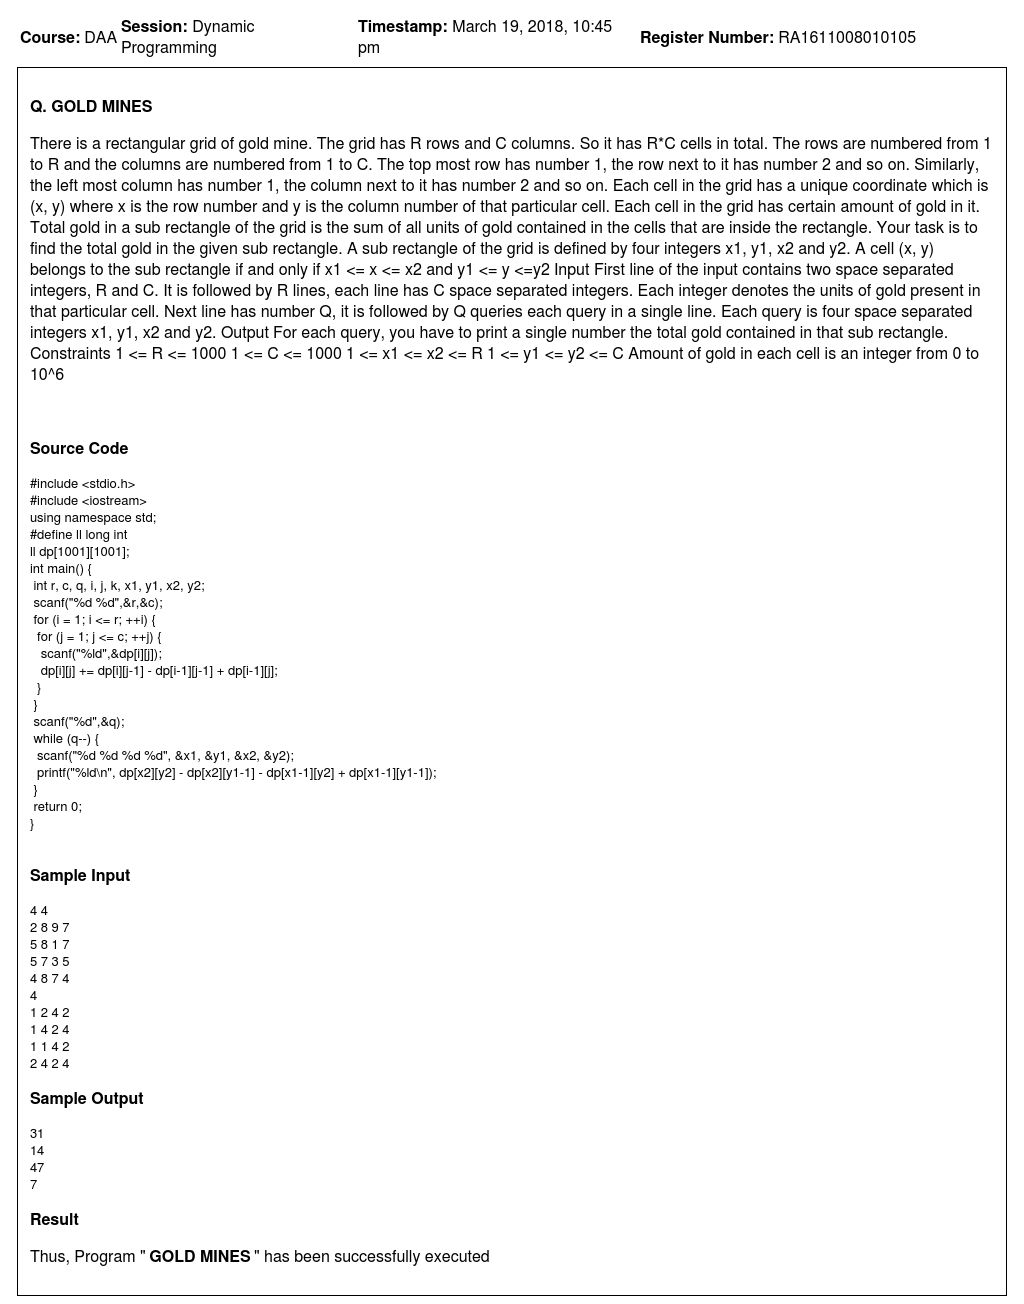 Course: DAA Session: Dynamic Programming Timestamp: March 19, 2018, 10:45 pm Register Number: RA1611008010105
Q. GOLD MINES
There is a rectangular grid of gold mine. The grid has R rows and C columns. So it has R*C cells in total. The rows are numbered from 1
to R and the columns are numbered from 1 to C. The top most row has number 1, the row next to it has number 2 and so on. Similarly,
the left most column has number 1, the column next to it has number 2 and so on. Each cell in the grid has a unique coordinate which is
(x, y) where x is the row number and y is the column number of that particular cell. Each cell in the grid has certain amount of gold in it.
Total gold in a sub rectangle of the grid is the sum of all units of gold contained in the cells that are inside the rectangle. Your task is to
find the total gold in the given sub rectangle. A sub rectangle of the grid is defined by four integers x1, y1, x2 and y2. A cell (x, y)
belongs to the sub rectangle if and only if x1 <= x <= x2 and y1 <= y <=y2 Input First line of the input contains two space separated
integers, R and C. It is followed by R lines, each line has C space separated integers. Each integer denotes the units of gold present in
that particular cell. Next line has number Q, it is followed by Q queries each query in a single line. Each query is four space separated
integers x1, y1, x2 and y2. Output For each query, you have to print a single number the total gold contained in that sub rectangle.
Constraints 1 <= R <= 1000 1 <= C <= 1000 1 <= x1 <= x2 <= R 1 <= y1 <= y2 <= C Amount of gold in each cell is an integer from 0 to
10^6
Source Code
#include <stdio.h>
#include <iostream>
using namespace std;
#define ll long int
ll dp[1001][1001];
int main() {
int r, c, q, i, j, k, x1, y1, x2, y2;
scanf("%d %d",&r,&c);
for (i = 1; i <= r; ++i) {
for (j = 1; j <= c; ++j) {
scanf("%ld",&dp[i][j]);
dp[i][j] += dp[i][j-1] - dp[i-1][j-1] + dp[i-1][j];
}
}
scanf("%d",&q);
while (q--) {
scanf("%d %d %d %d", &x1, &y1, &x2, &y2);
printf("%ld\n", dp[x2][y2] - dp[x2][y1-1] - dp[x1-1][y2] + dp[x1-1][y1-1]);
}
return 0;
}
Sample Input
4 4
2 8 9 7
5 8 1 7
5 7 3 5
4 8 7 4
4
1 2 4 2
1 4 2 4
1 1 4 2
2 4 2 4
Sample Output
31
14
47
7
Result
Thus, Program " GOLD MINES " has been successfully executed